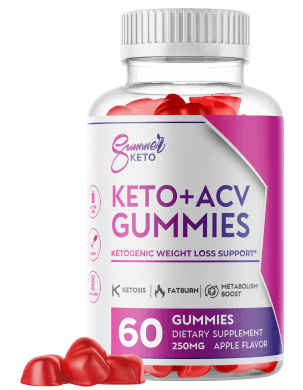 Summer
KETO
KETO+ACV
GUMMIES
KETOGENIC WEIGHT LOSS SUPPORT*
K KETOSIS | FATBURN | METABOLISM
BOOST
60 GUMMIES
DIETARY SUPPLEMENT
250MG APPLE FLAVOR